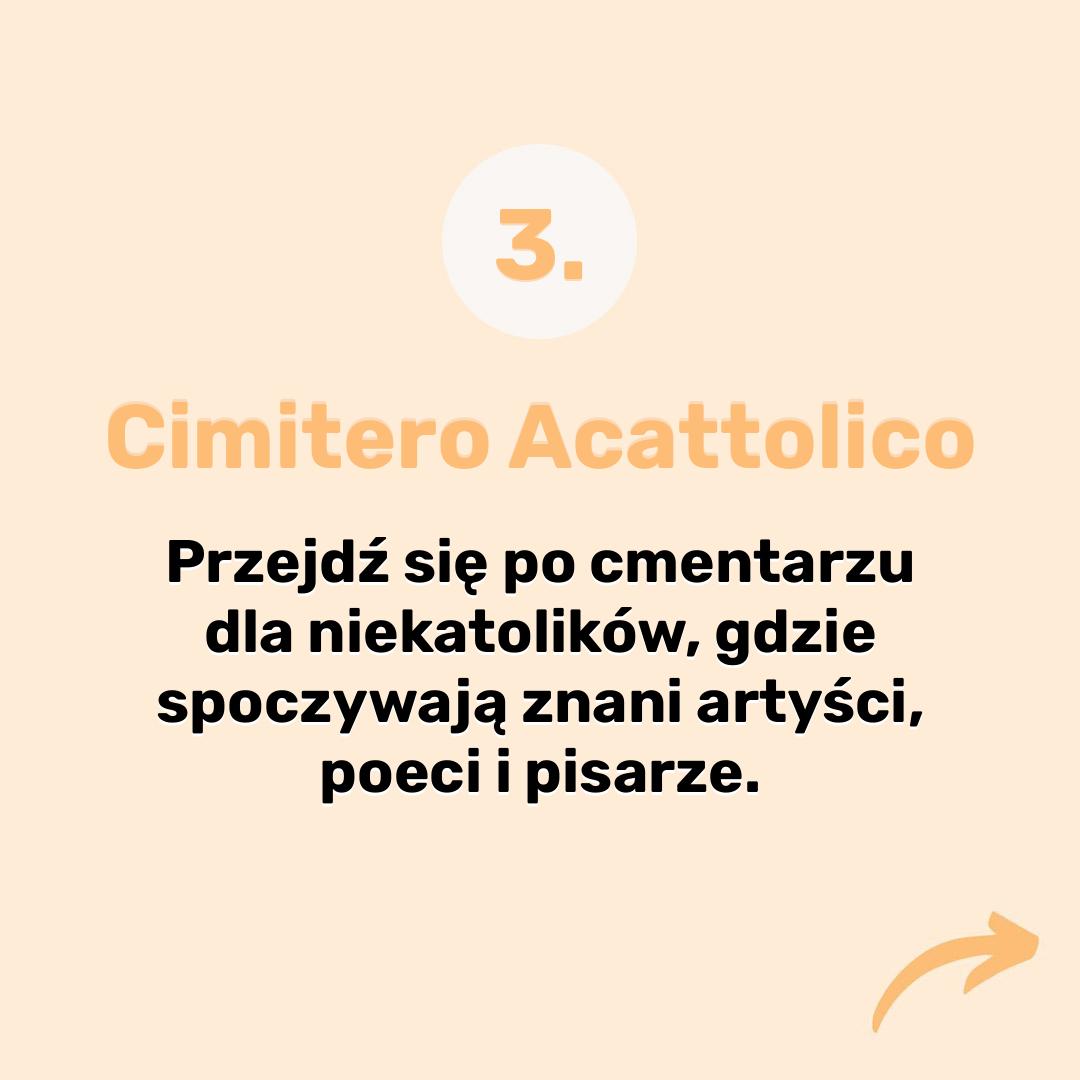 3.
Cimitero Acattolico
Przejdź się po cmentarzu
dla niekatolików, gdzie
spoczywają znani artyści,
poeci i pisarze.